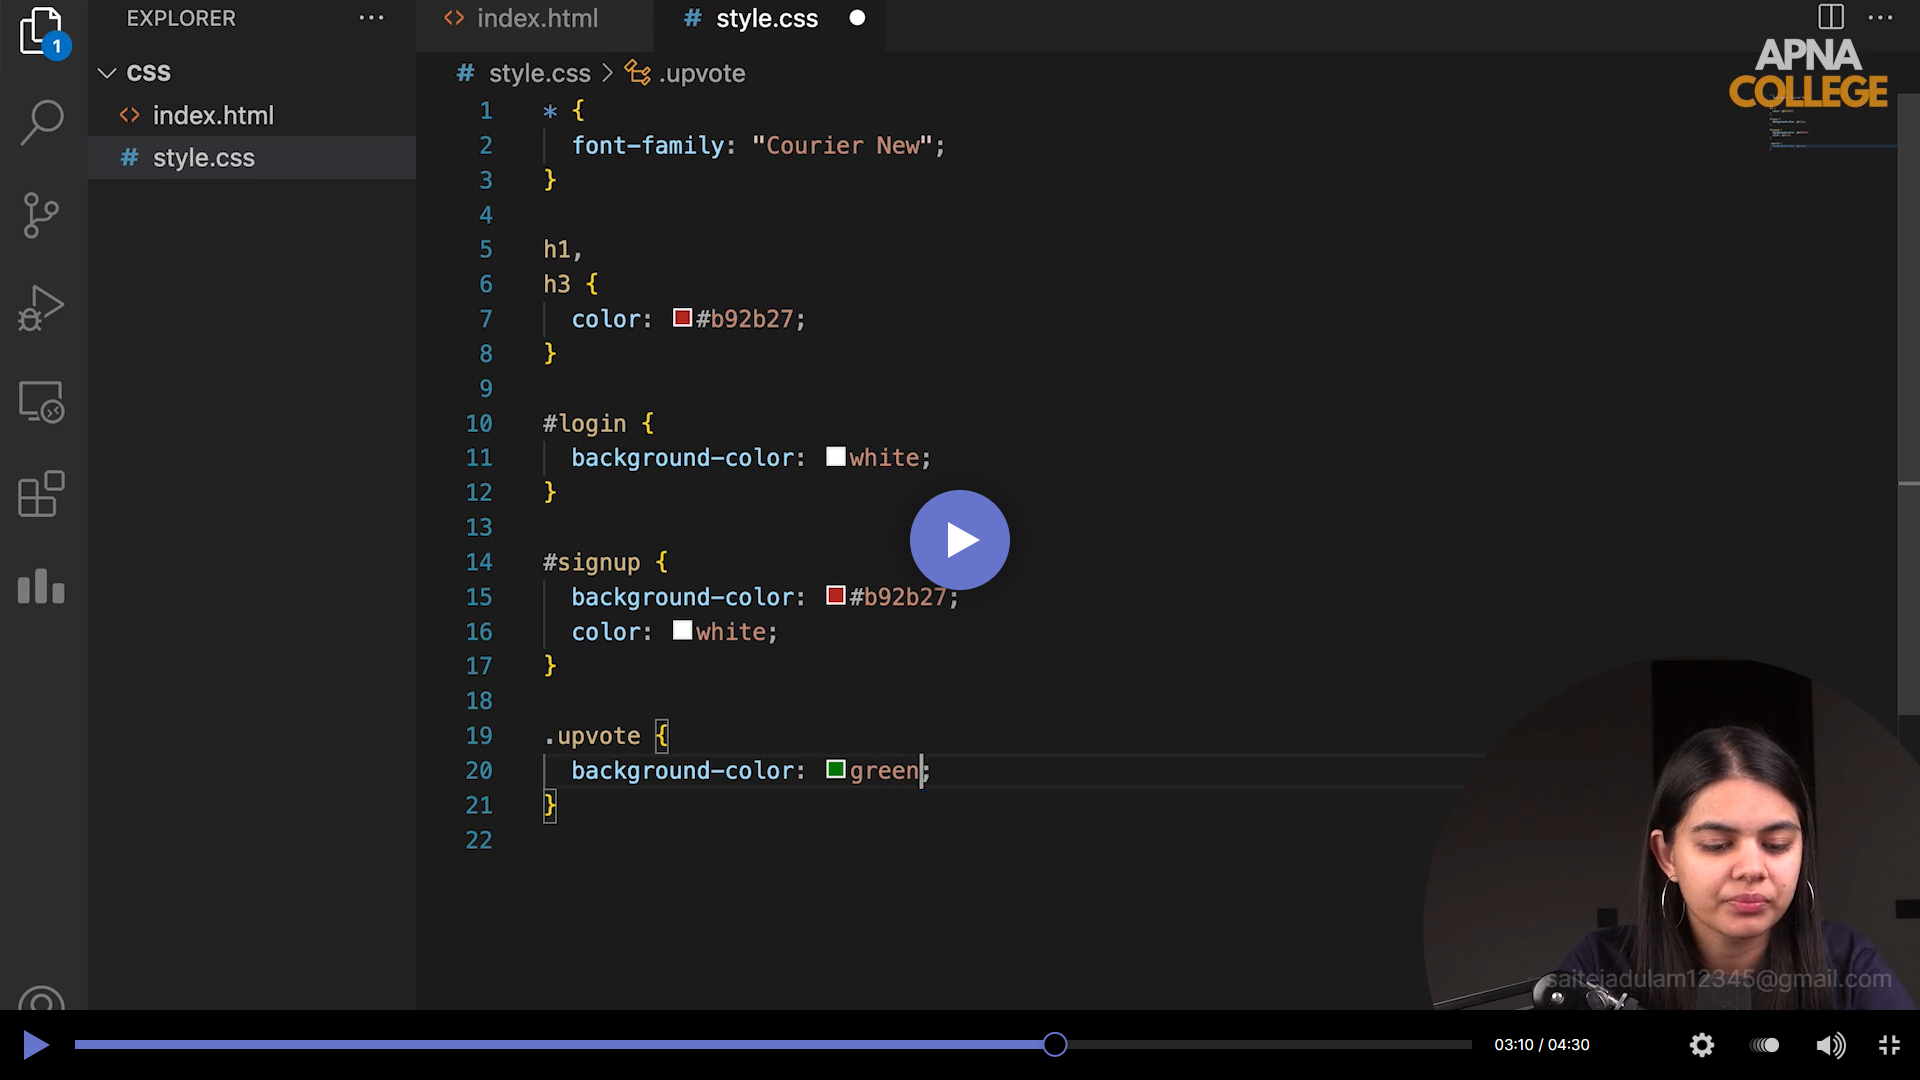 EXPLORER
index.html
# style.css
APNA
COLLEGE
1
CSS
# style.css > .upvote
index.html
# style.css
1 * {
2 font-family: "Courier New";
3 }
4
5 h1,
6 h3 {
7 color: #b92b27;
8 }
9
10 #login {
11 background-color: white;
12 }
13
14 #signup {
15 background-color: #b92b27;
16 color: white;
17 }
18
19 .upvote {
20 background-color: green;
21 }
22
saitejadulam12345@gmail.com
03:10 / 04:30